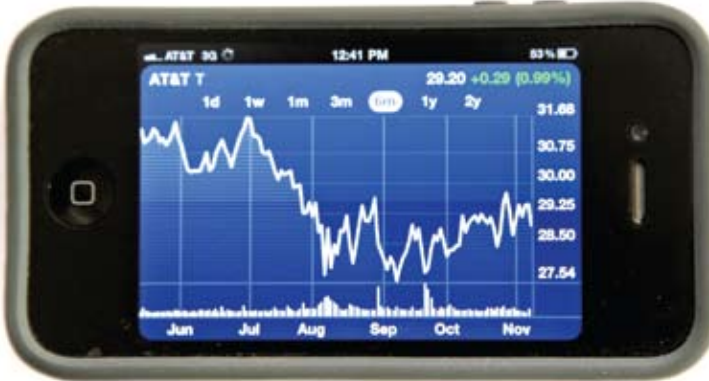 AT&T 3G 12:41 PM 53%
AT&T T 29.20 +0.29 (0.99%)
1d 1w 1m 3m 6m 1y 2y
31.68
30.75
30.00
29.25
28.50
27.54
Jun Jul Aug Sep Oct Nov